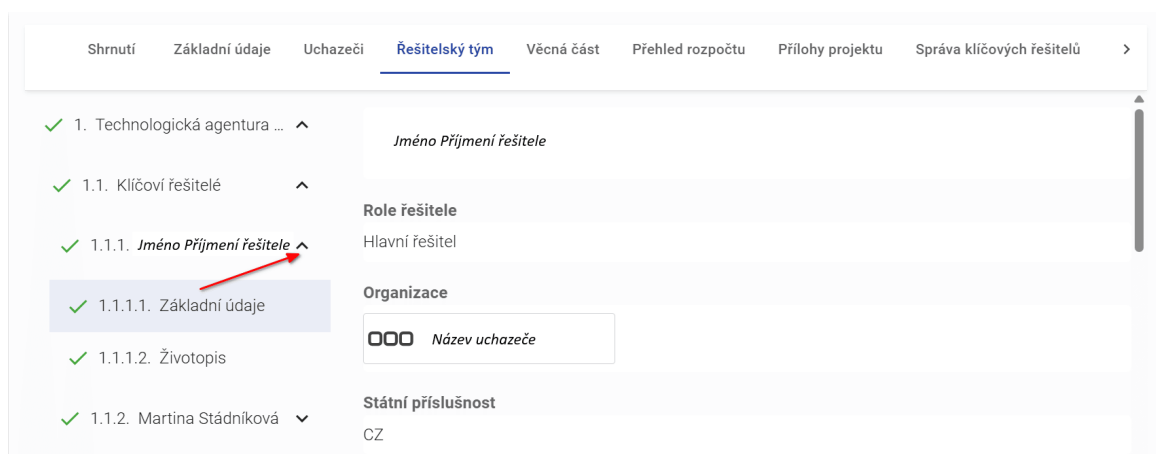 Shrnutí Základní údaje Uchazeči Řešitelský tým Věcná část Přehled rozpočtu Přílohy projektu Správa klíčových řešitelů
1. Technologická agentura ...
1.1. Klíčoví řešitelé
1.1.1. Jméno Příjmení řešitele
1.1.1.1. Základní údaje
1.1.1.2. Životopis
1.1.2. Martina Stádníková
Jméno Příjmení řešitele
Role řešitele
Hlavní řešitel
Organizace
Název uchazeče
Státní příslušnost
CZ